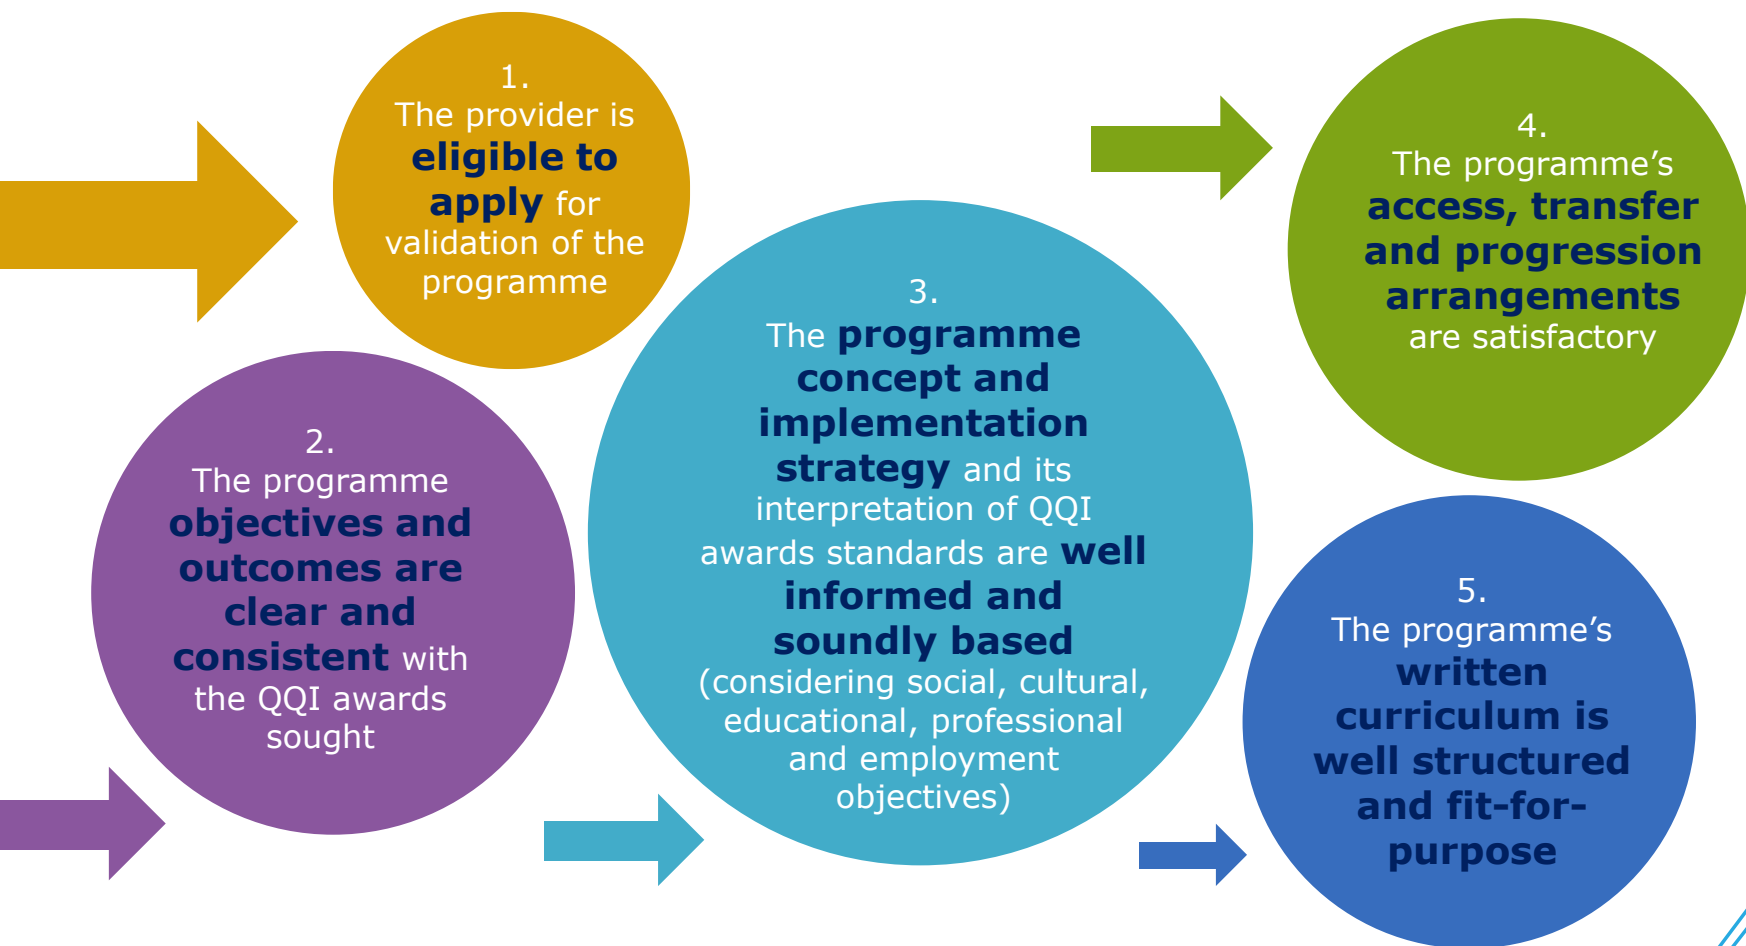 1.
The provider is
eligible to
apply for
validation of the
programme
2.
The programme
objectives and
outcomes are
clear and
consistent with
the QQI awards
sought
3.
The programme
concept and
implementation
strategy and its
interpretation of QQI
awards standards are well
informed and
soundly based
(considering social, cultural,
educational, professional
and employment
objectives)
4.
The programme’s
access, transfer
and progression
arrangements
are satisfactory
5.
The programme’s
written
curriculum is
well structured
and fit-for-
purpose